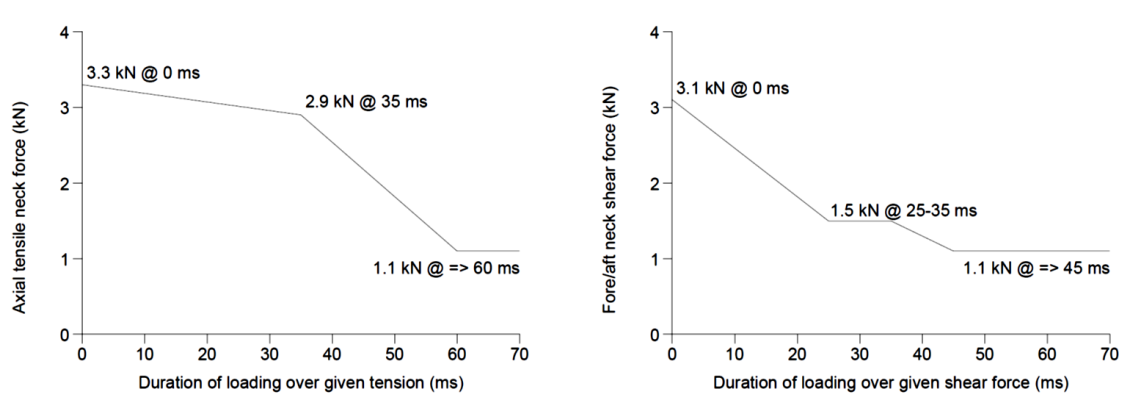 Axial tensile neck force (kN)
4
3
2
1
0
3.3 kN @ 0 ms
2.9 kN @ 35 ms
1.1 kN @ => 60 ms
0 10 20 30 40 50 60 70
Duration of loading over given tension (ms)
Fore/aft neck shear force (kN)
4
3
2
1
0
3.1 kN @ 0 ms
1.5 kN @ 25-35 ms
1.1 kN @ => 45 ms
0 10 20 30 40 50 60 70
Duration of loading over given shear force (ms)